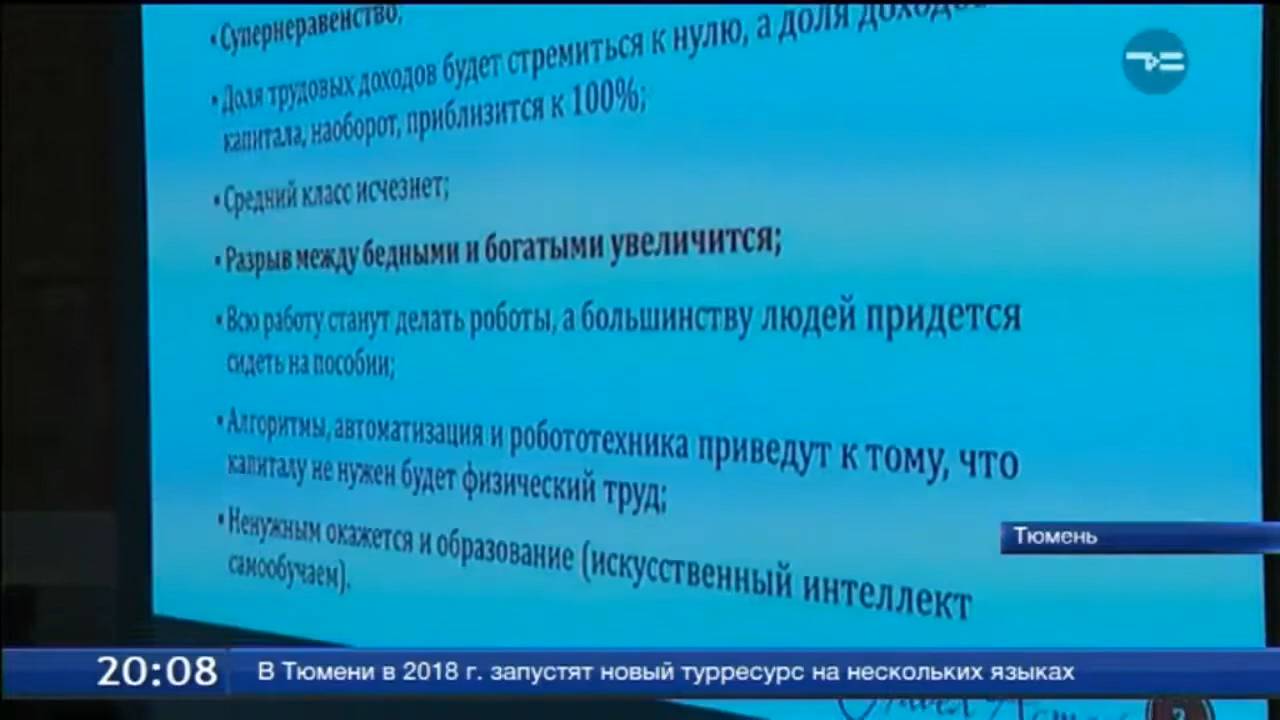 • Супернеравенство;
• Доля трудовых доходов будет стремиться к нулю, а доля доходов
капитала, наоборот, приблизится к 100%;
• Средний класс исчезнет;
• Разрыв между бедными и богатыми увеличится;
• Всю работу станут делать роботы, а большинству людей придется
сидеть на пособии;
• Алгоритмы, автоматизация и робототехника приведут к тому, что
капиталу не нужен будет физический труд;
• Ненужным окажется и образование (искусственный интеллект
самообучаем).
Тюмень
20:08 В Тюмени в 2018 г. запустят новый турресурс на нескольких языках